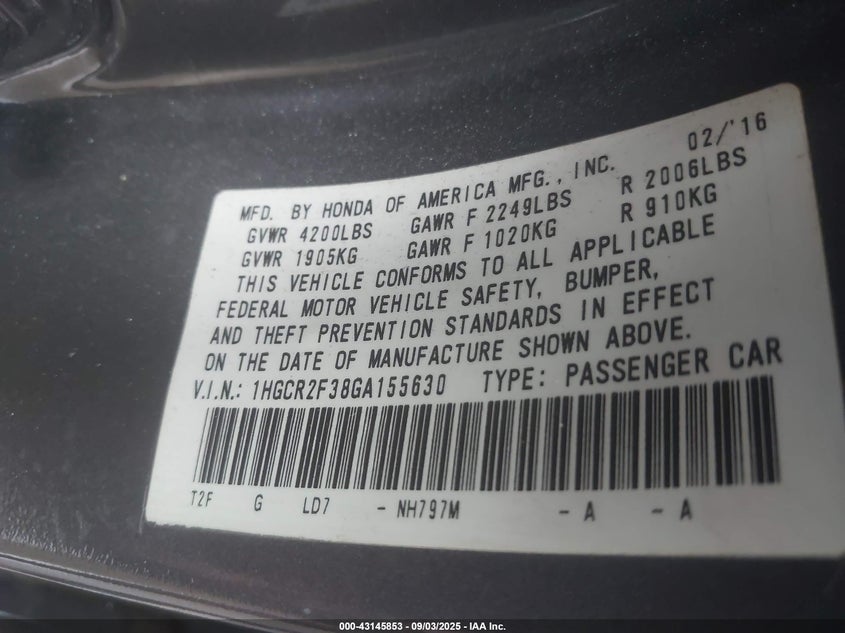 02/'16
MFD. BY HONDA OF AMERICA MFG., INC.
GVWR 4200LBS GAWR F 2249LBS R 2006LBS
GVWR 1905KG GAWR F 1020KG R 910KG
THIS VEHICLE CONFORMS TO ALL APPLICABLE
FEDERAL MOTOR VEHICLE SAFETY, BUMPER,
AND THEFT PREVENTION STANDARDS IN EFFECT
ON THE DATE OF MANUFACTURE SHOWN ABOVE.
V.I.N.: 1HGCR2F38GA155630 TYPE: PASSENGER CAR
T2F G LD7 - NH797M - A - A
000-43145853 - 09/03/2025 - IAA Inc.